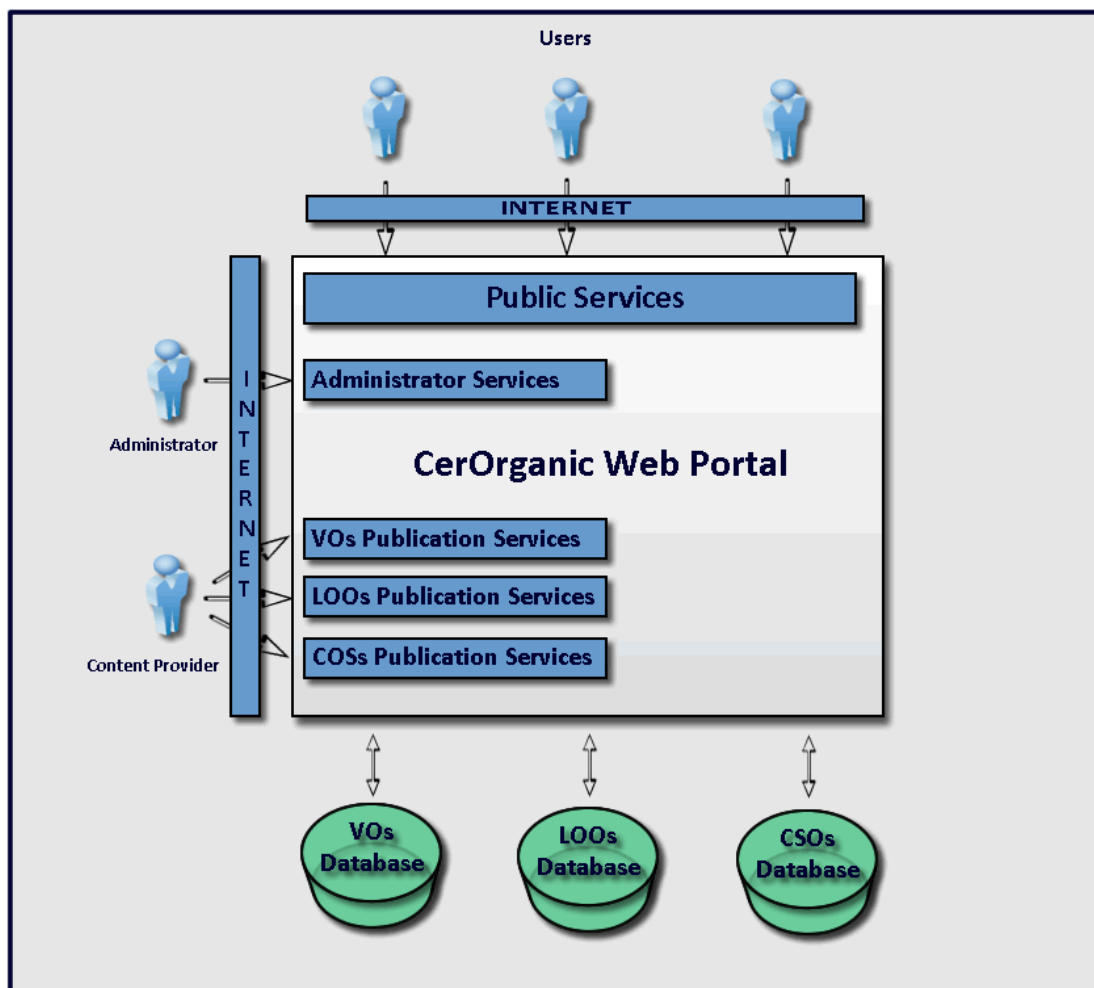 Users
INTERNET
Public Services
Administrator Services
INTERNET
Administrator
CerOrganic Web Portal
VOs Publication Services
LOOs Publication Services
Content Provider
COSs Publication Services
VOs
Database
LOOs
Database
CSOs
Database